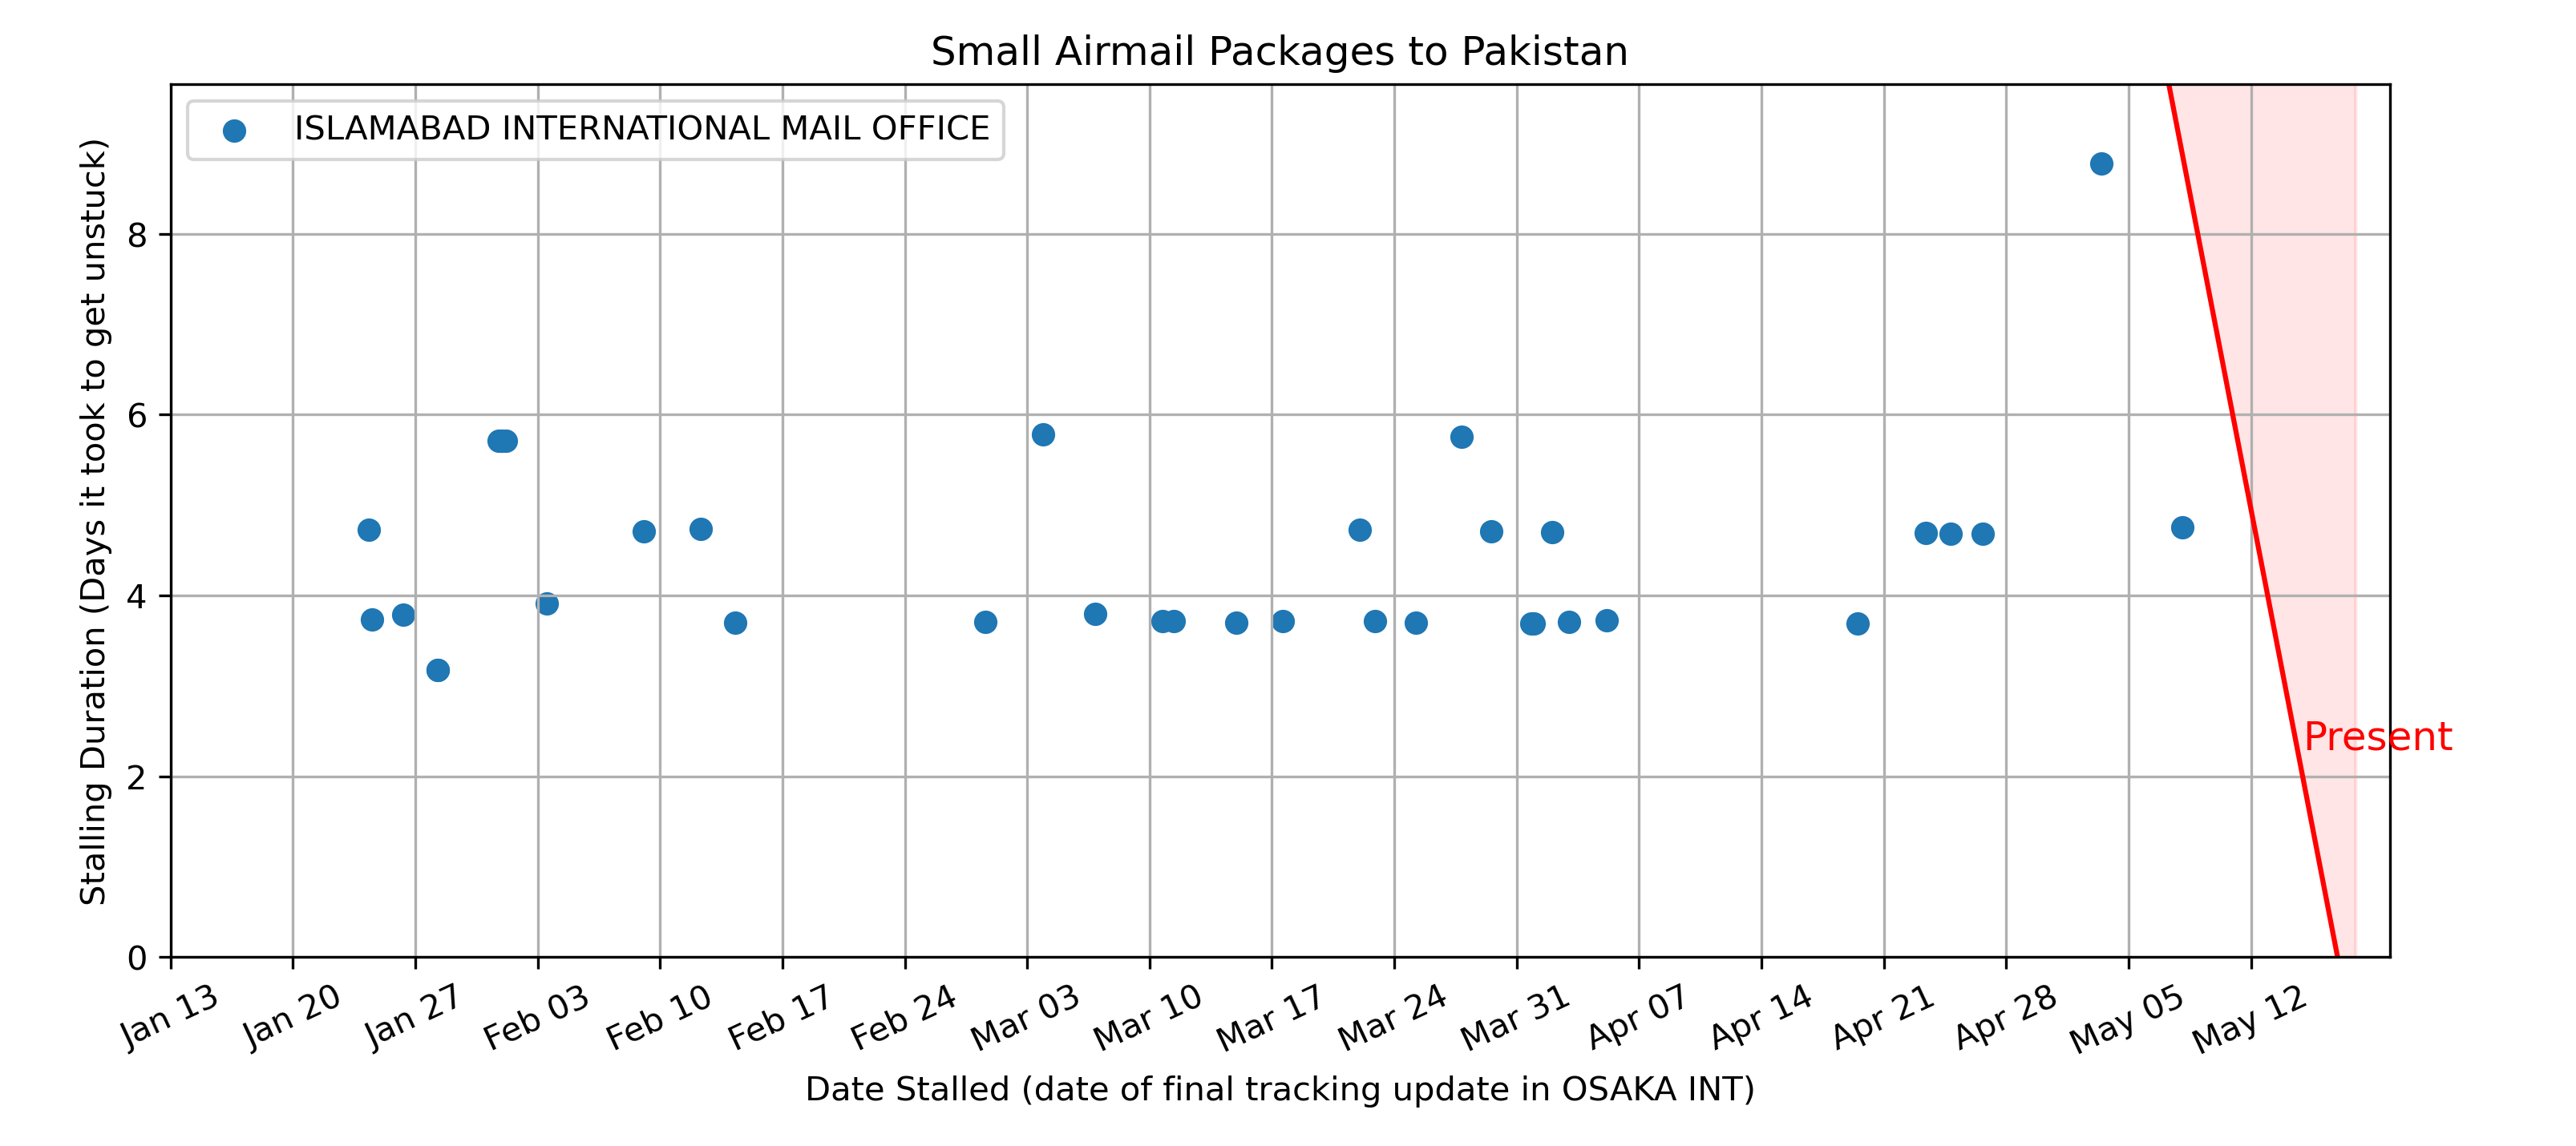 Small Airmail Packages to Pakistan
ISLAMABAD INTERNATIONAL MAIL OFFICE
Stalling Duration (Days it took to get unstuck)
8
6
4
2
0
Present
Jan 13
Jan 20
Jan 27
Feb 03
Feb 10
Feb 17
Feb 24
Mar 03
Mar 10
Mar 17
Mar 24
Mar 31
Apr 07
Apr 14
Apr 21
Apr 28
May 05
May 12
Date Stalled (date of final tracking update in OSAKA INT)